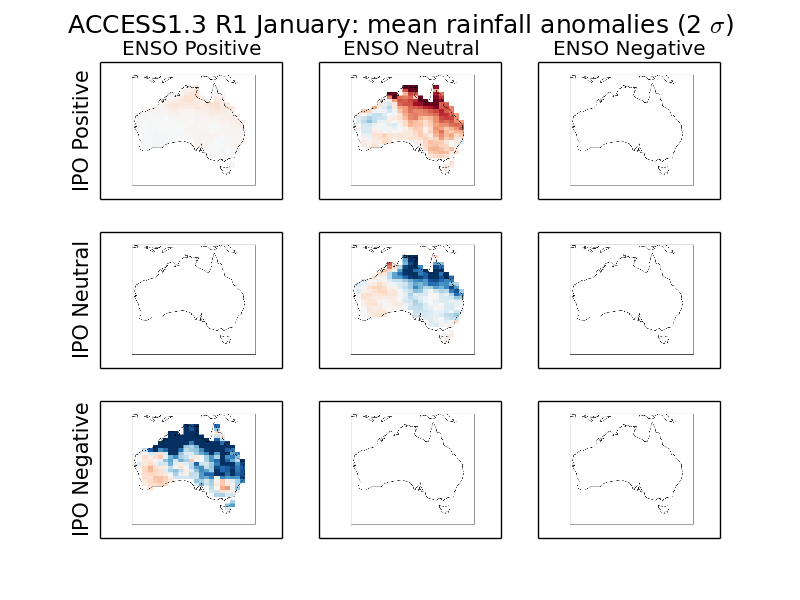 ACCESS1.3 R1 January: mean rainfall anomalies (2 σ)
ENSO Positive ENSO Neutral ENSO Negative
IPO Positive
IPO Neutral
IPO Negative